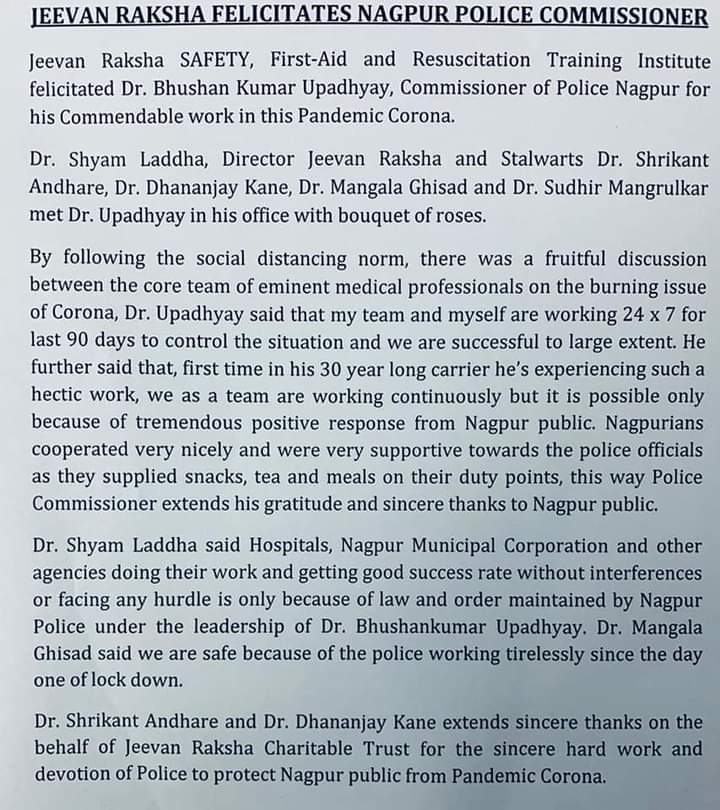 JEEVAN RAKSHA FELICITATES NAGPUR POLICE COMMISSIONER
Jeevan Raksha SAFETY, First-Aid and Resuscitation Training Institute
felicitated Dr. Bhushan Kumar Upadhyay, Commissioner of Police Nagpur for
his Commendable work in this Pandemic Corona.
Dr. Shyam Laddha, Director Jeevan Raksha and Stalwarts Dr. Shrikant
Andhare, Dr. Dhananjay Kane, Dr. Mangala Ghisad and Dr. Sudhir Mangrulkar
met Dr. Upadhyay in his office with bouquet of roses.
By following the social distancing norm, there was a fruitful discussion
between the core team of eminent medical professionals on the burning issue
of Corona, Dr. Upadhyay said that my team and myself are working 24 x 7 for
last 90 days to control the situation and we are successful to large extent. He
further said that, first time in his 30 year long carrier he's experiencing such a
hectic work, we as a team are working continuously but it is possible only
because of tremendous positive response from Nagpur public. Nagpurians
cooperated very nicely and were very supportive towards the police officials
as they supplied snacks, tea and meals on their duty points, this way Police
Commissioner extends his gratitude and sincere thanks to Nagpur public.
Dr. Shyam Laddha said Hospitals, Nagpur Municipal Corporation and other
agencies doing their work and getting good success rate without interferences
or facing any hurdle is only because of law and order maintained by Nagpur
Police under the leadership of Dr. Bhushankumar Upadhyay. Dr. Mangala
Ghisad said we are safe because of the police working tirelessly since the day
one of lock down.
Dr. Shrikant Andhare and Dr. Dhananjay Kane extends sincere thanks on the
behalf of Jeevan Raksha Charitable Trust for the sincere hard work and
devotion of Police to protect Nagpur public from Pandemic Corona.